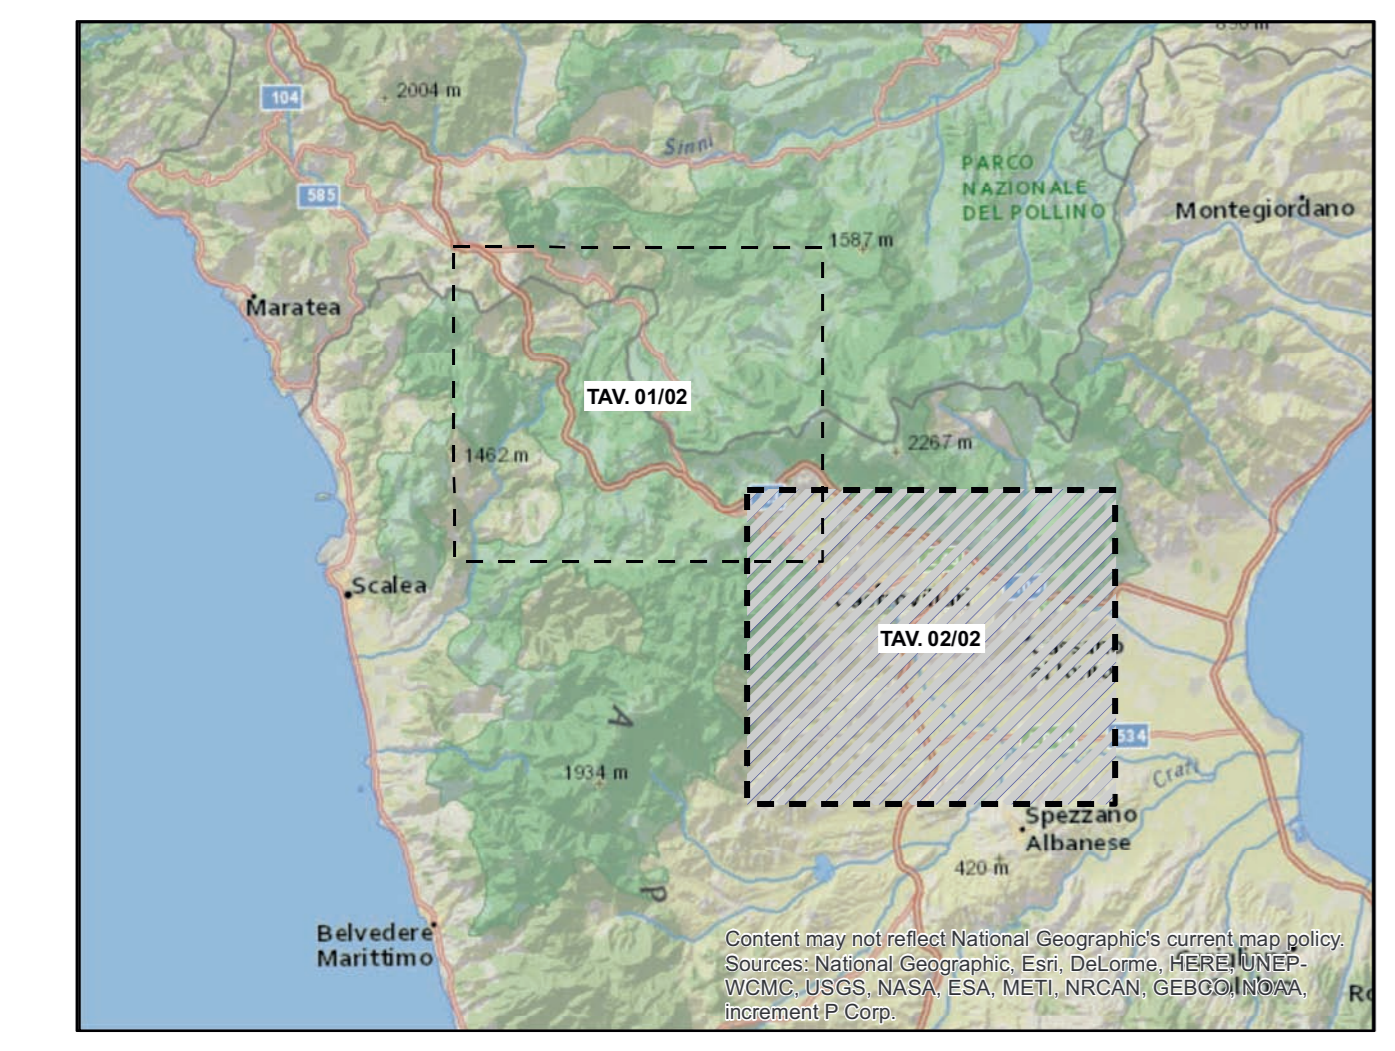 2004 m
104
Sinni
PARCO
NAZIONALE
DEL POLLINO
585
Montegiordano
1587 m
Maratea
TAV. 01/02
2267 m
1462 m
Scalea
TAV. 02/02
534
A
Crati
1934 m
Spezzano
Albanese
420 m
P
Belvedere
Marittimo
Content may not reflect National Geographic's current map policy.
Sources: National Geographic, Esri, DeLorme, HERE, UNEP-
WCMC, USGS, NASA, ESA, METI, NRCAN, GEBCO, NOAA,
increment P Corp.